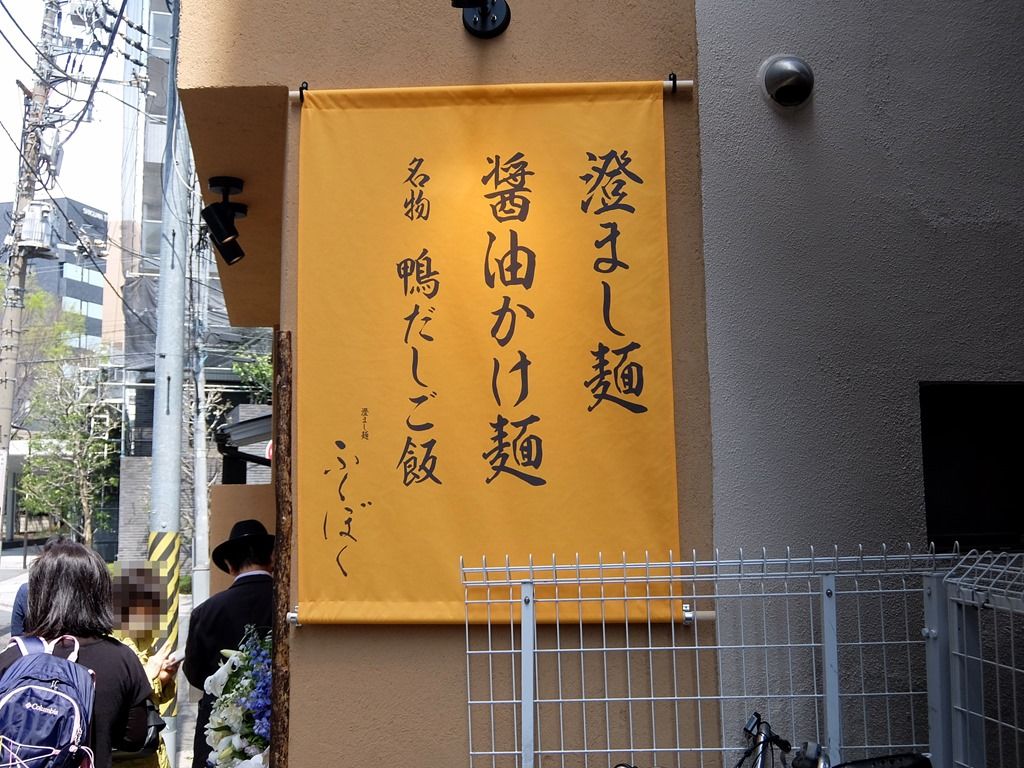 澄まし麺
醤油かけ麺
名物 鴨だしご飯
澄まし麺
ふくぼく
Columbia